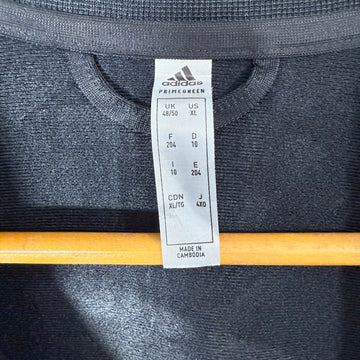 adidas
PRIMEGREEN
UK US
48/50 XL
F D
204 10
I E
10 204
CDN J
XL/TG 4XO
MADE IN
CAMBODIA